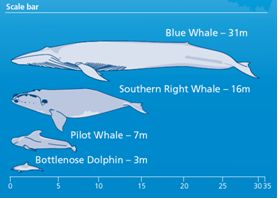 Scale bar
Blue Whale – 31m
Southern Right Whale – 16m
Pilot Whale – 7m
Bottlenose Dolphin – 3m
0 5 10 15 20 25 30 35